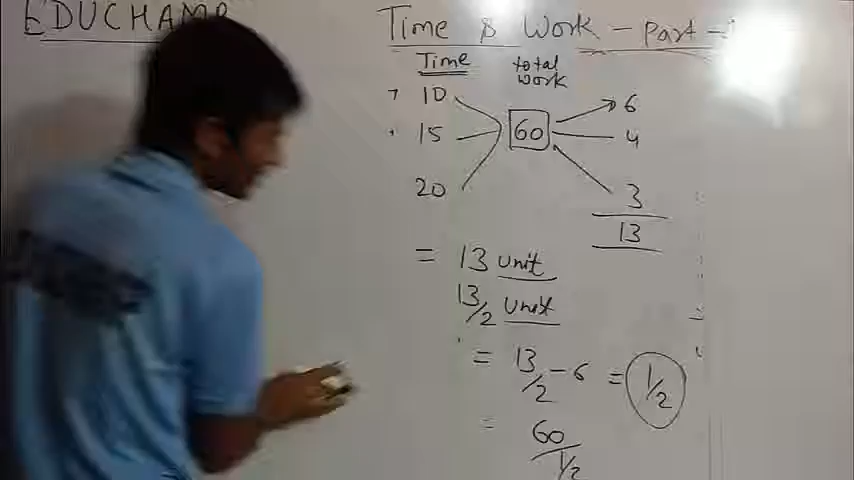 EDUCHAMP
Time & Work - Part -
Time total work
10 60 6
15 4
20 3
13
= 13 unit
13/2 unit
= 13/2 - 6 = 1/2
= 60/1/2